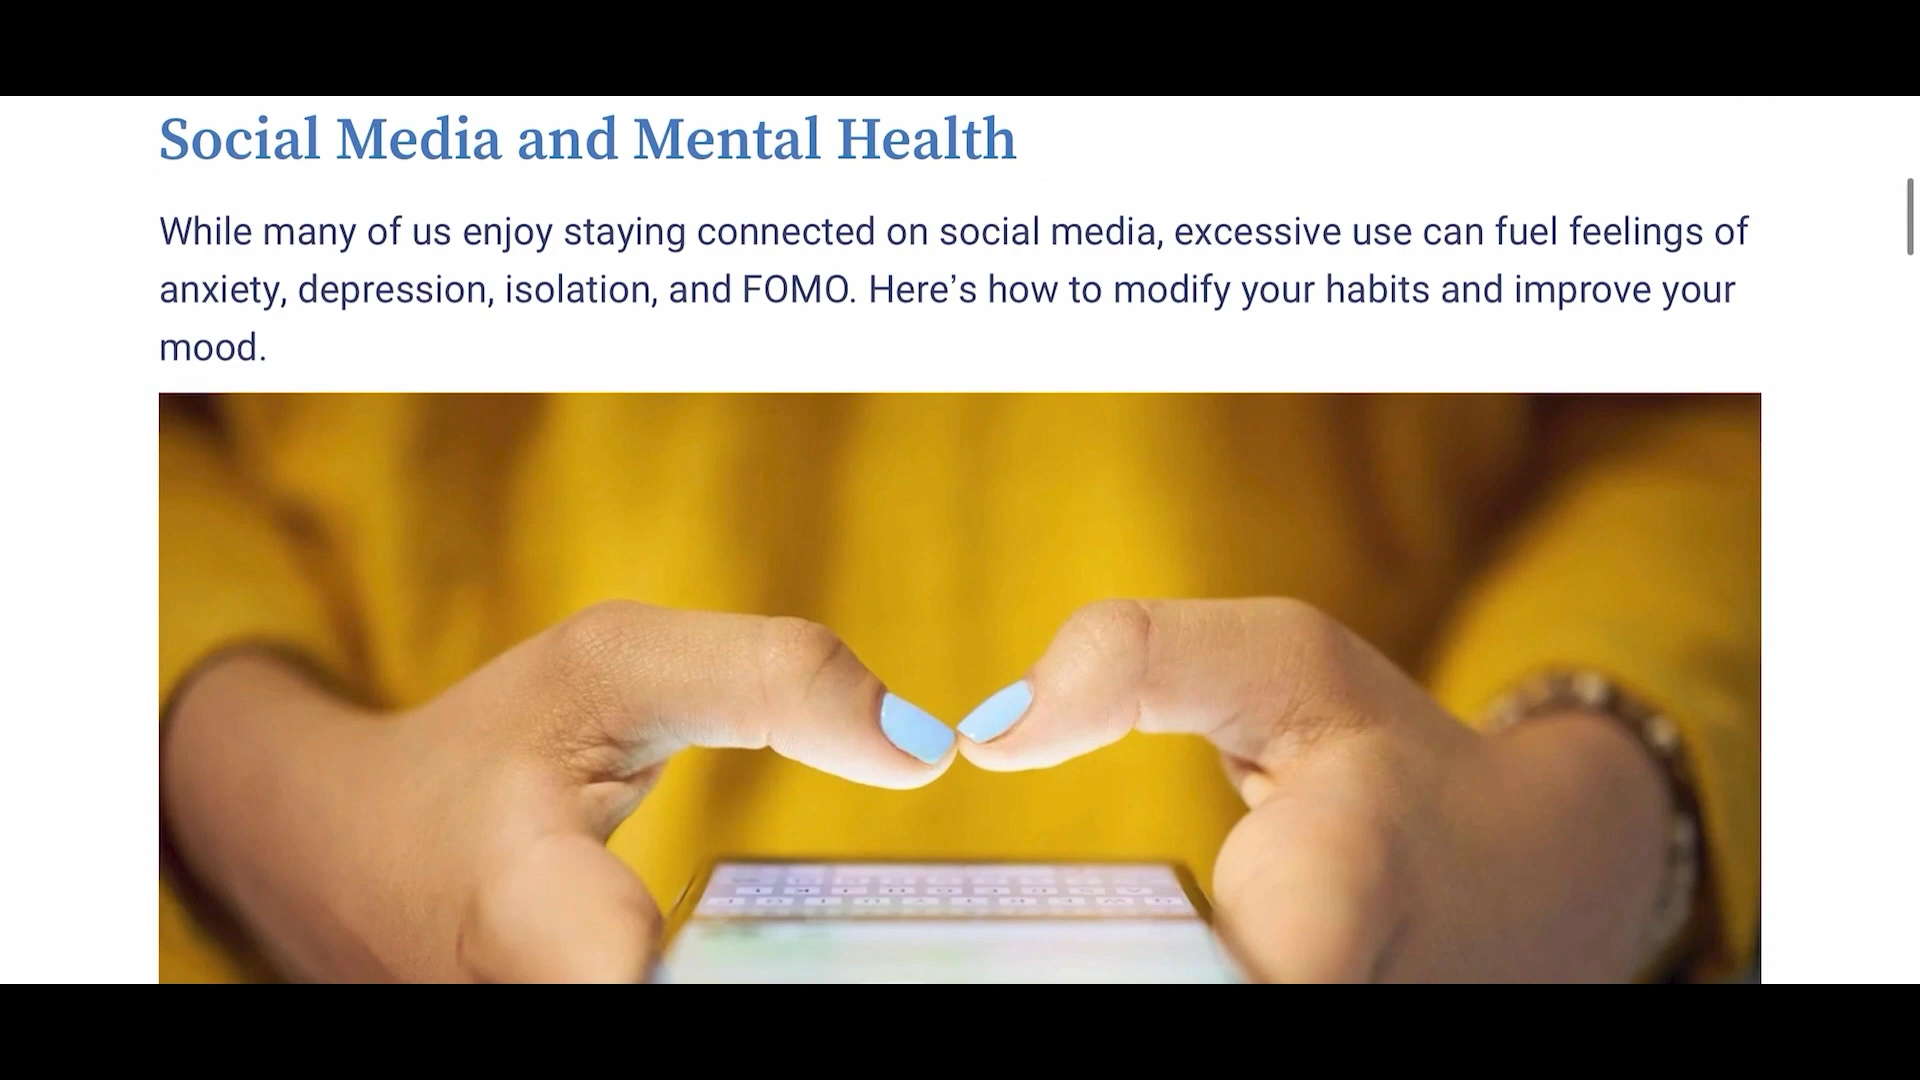 Social Media and Mental Health
While many of us enjoy staying connected on social media, excessive use can fuel feelings of
anxiety, depression, isolation, and FOMO. Here’s how to modify your habits and improve your
mood.